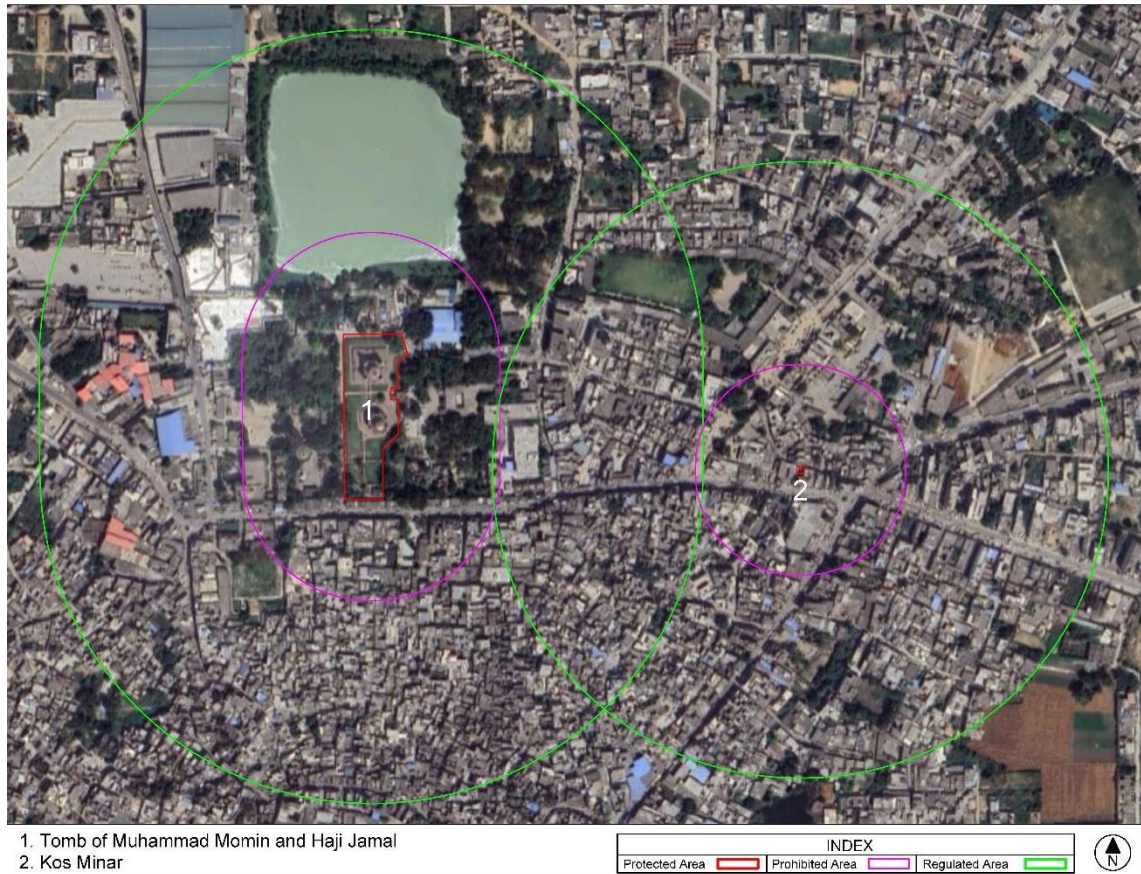 1
2
1. Tomb of Muhammad Momin and Haji Jamal
2. Kos Minar
INDEX
Protected Area Prohibited Area Regulated Area
N